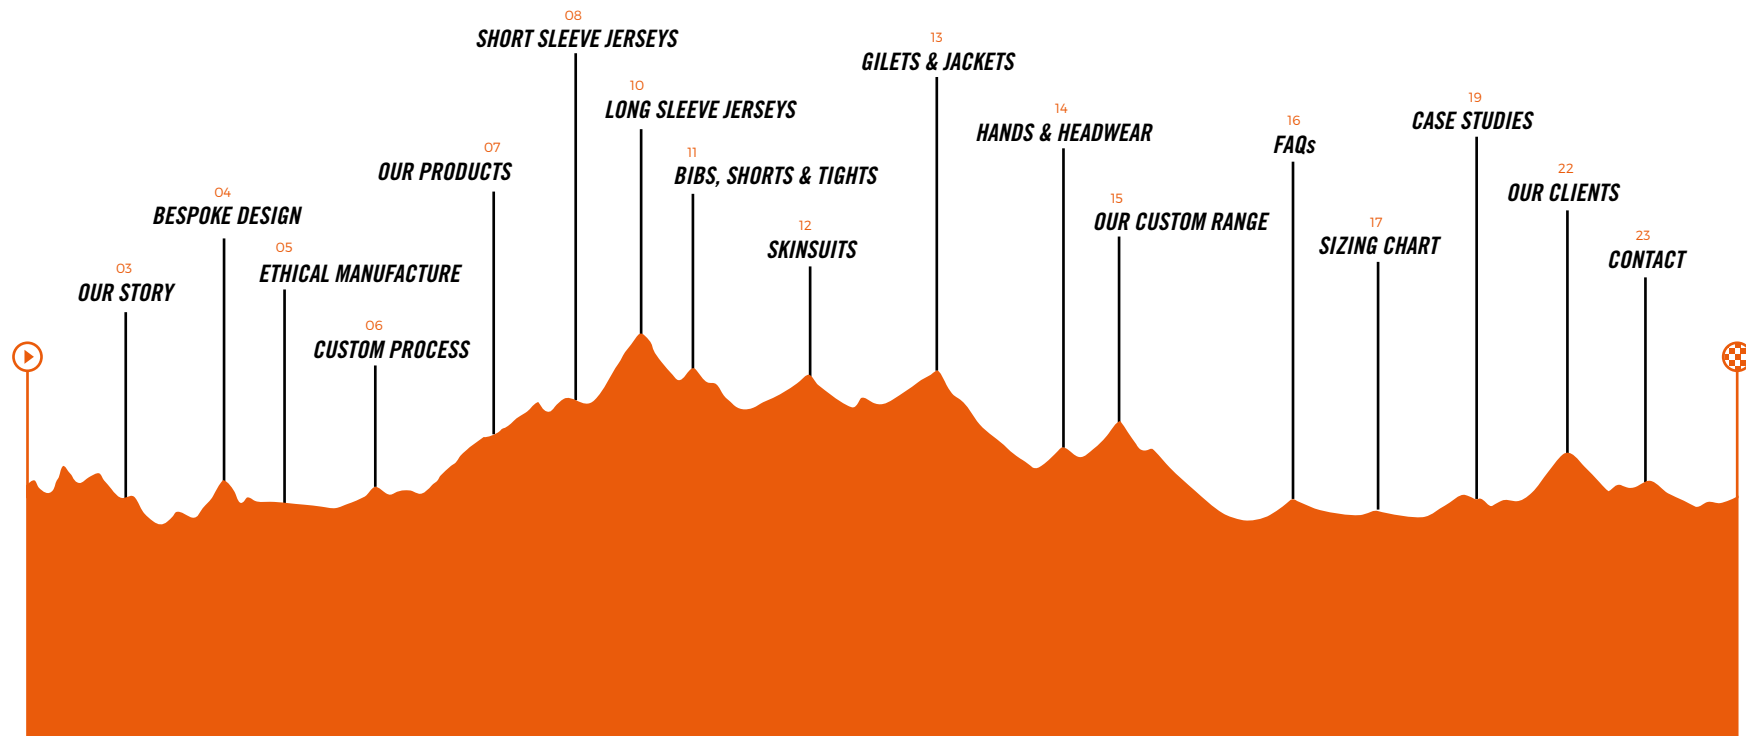 03
OUR STORY
04
BESPOKE DESIGN
05
ETHICAL MANUFACTURE
06
CUSTOM PROCESS
07
OUR PRODUCTS
08
SHORT SLEEVE JERSEYS
10
LONG SLEEVE JERSEYS
11
BIBS, SHORTS & TIGHTS
12
SKINSUITS
13
GILETS & JACKETS
14
HANDS & HEADWEAR
15
OUR CUSTOM RANGE
16
FAQs
17
SIZING CHART
19
CASE STUDIES
22
OUR CLIENTS
23
CONTACT